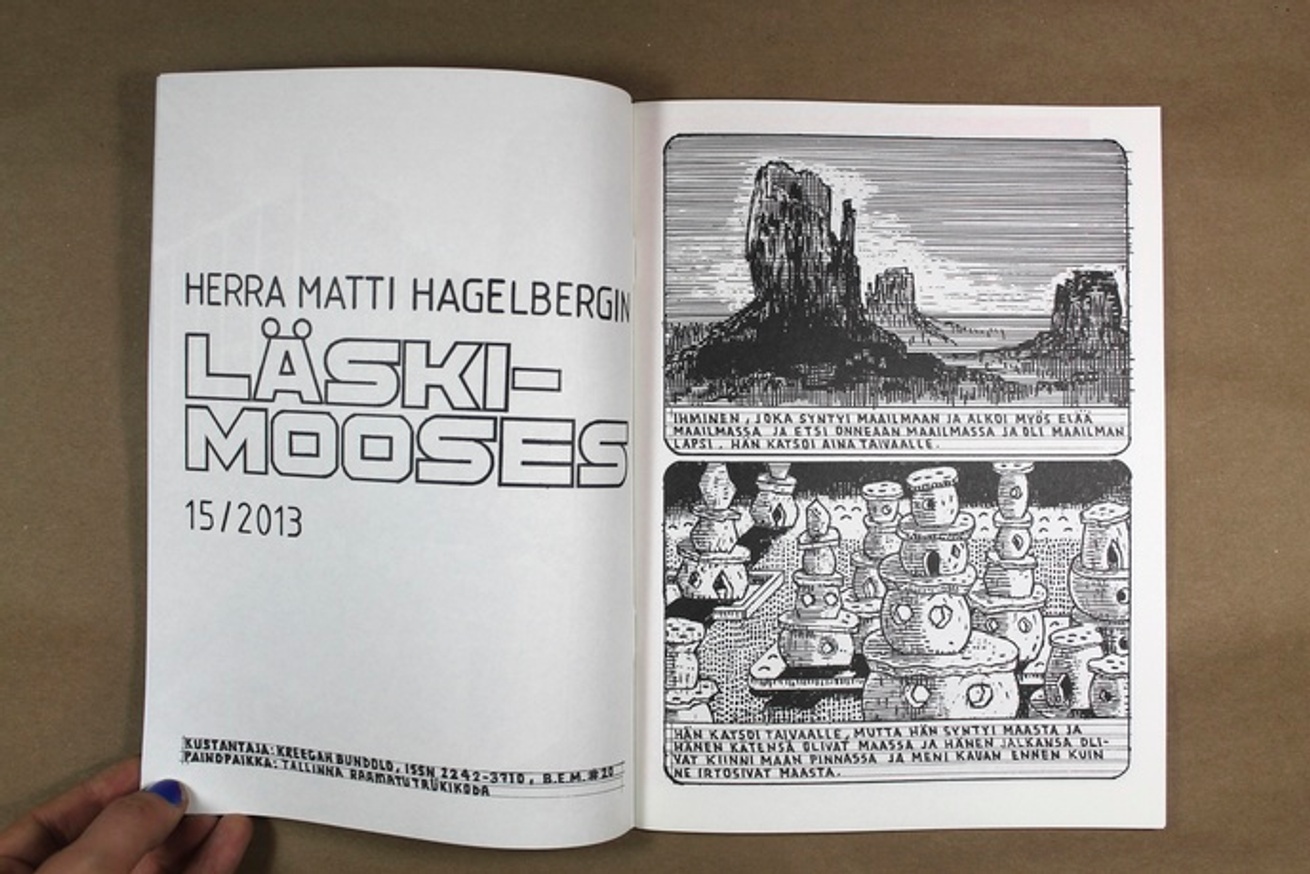 HERRA MATTI HAGELBERGIN
LÄSKI-
MOOSES
15/2013
KUSTANTAJA: KREEGAH BUNDOLO, ISSN 2242-3710, B.E.M. #20
PAINOPAIKKA: TALLINNA RAAMATUTRÜKIKODA
IHMINEN, JOKA SYNTYI MAAILMAAN JA ALKOI MYÖS ELÄÄ
MAAILMASSA JA ETSI ONNEAAN MAAILMASSA JA OLI MAAILMAN
LAPSI. HÄN KATSOI AINA TAIVAALLE.
HÄN KATSOI TAIVAALLE, MUTTA HÄN SYNTYI MAASTA JA
HÄNEN KÄTENSÄ OLIVAT MAASSA JA HÄNEN JALKANSA OLI-
VAT KIINNI MAAN PINNASSA JA MENI KAUAN ENNEN KUIN
NE IRTOSIVAT MAASTA.